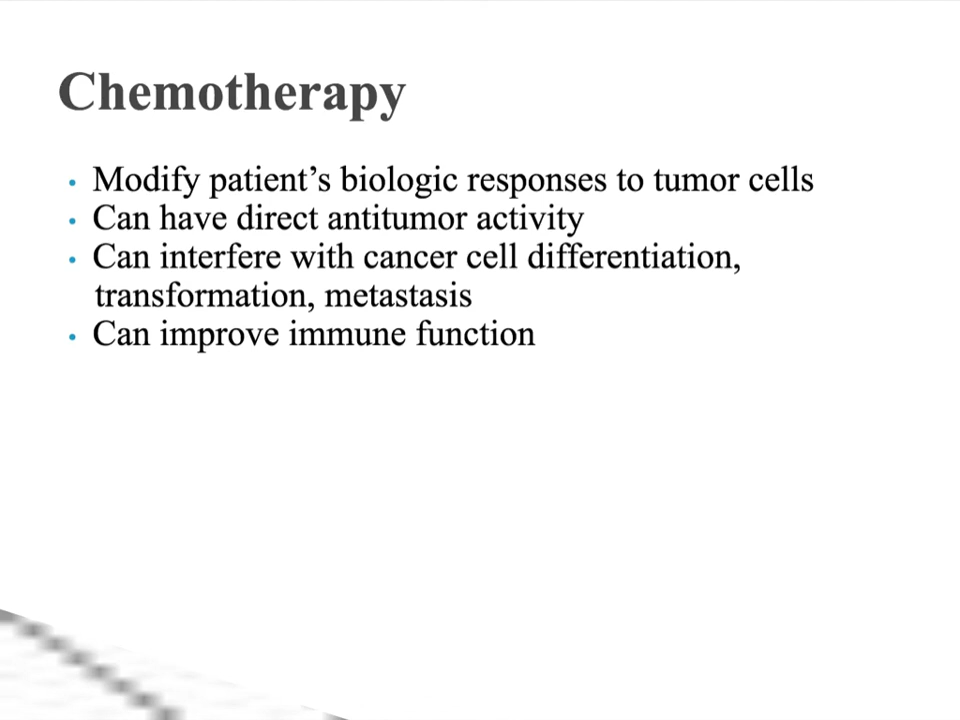 Chemotherapy
• Modify patient’s biologic responses to tumor cells
• Can have direct antitumor activity
• Can interfere with cancer cell differentiation,
transformation, metastasis
• Can improve immune function